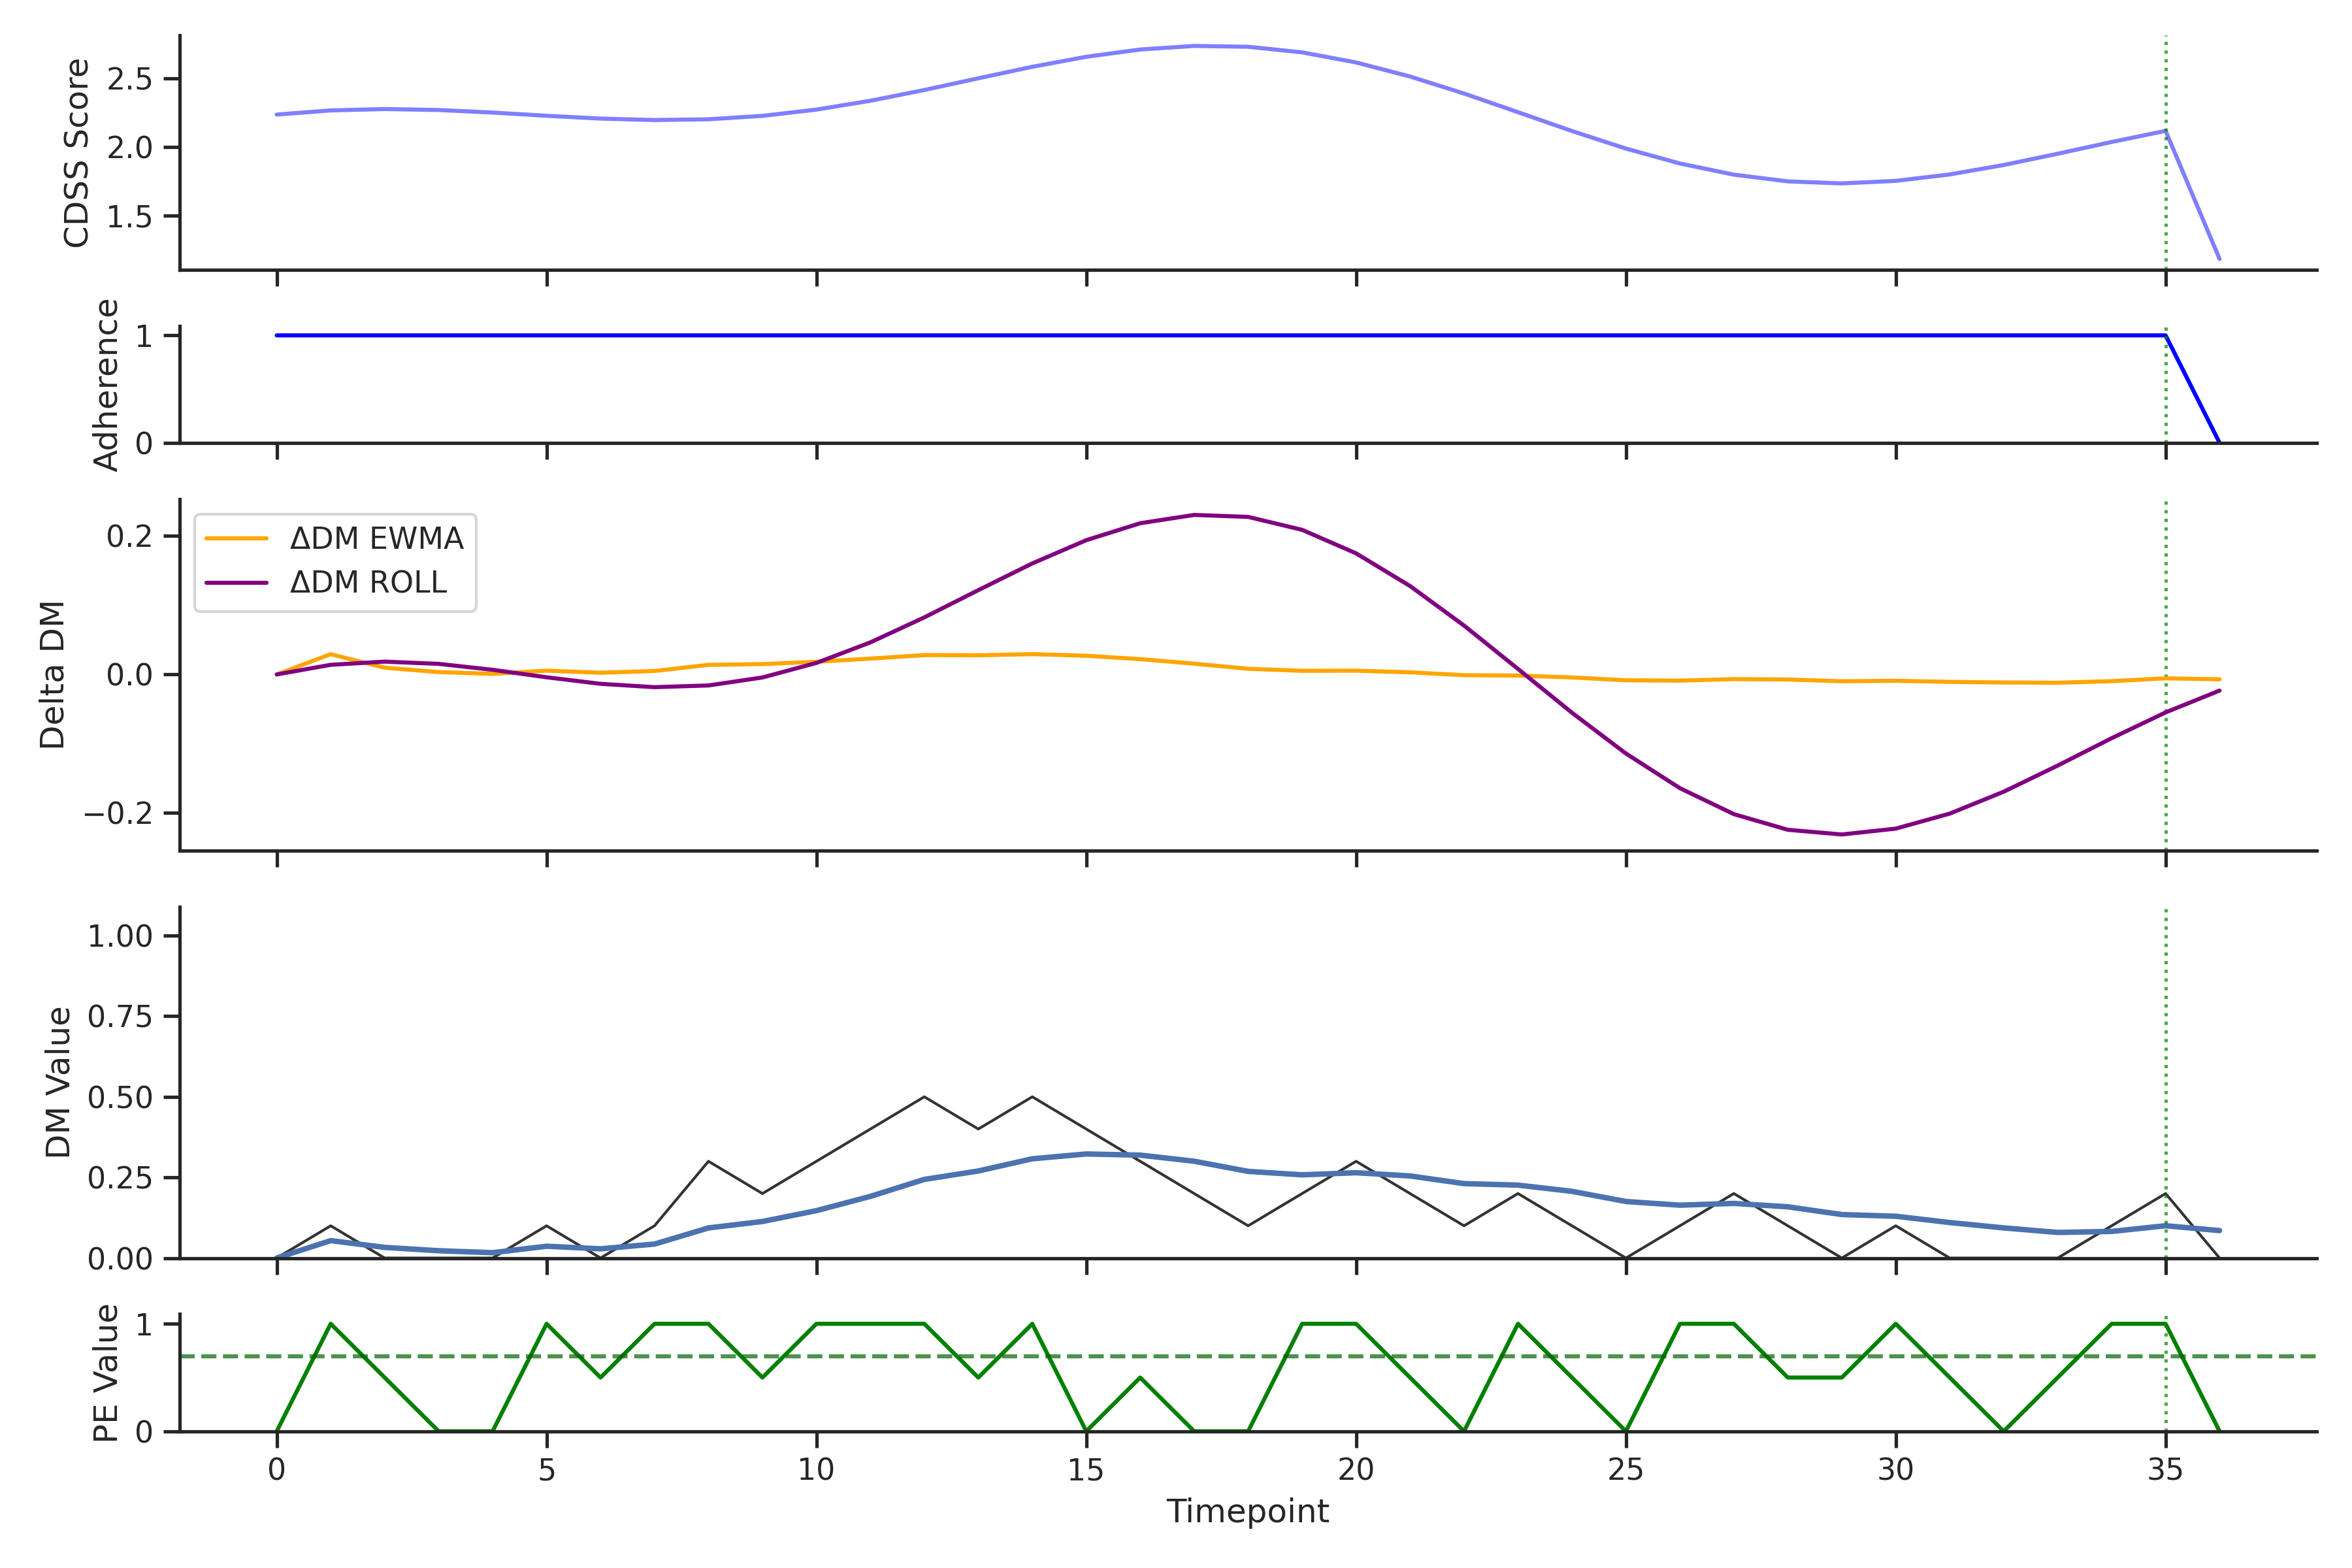 CDSS Score
2.5
2.0
1.5
Adherence
1
0
Delta DM
0.2
0.0
−0.2
ΔDM EWMA
ΔDM ROLL
DM Value
1.00
0.75
0.50
0.25
0.00
PE Value
1
0
0 5 10 15 20 25 30 35
Timepoint